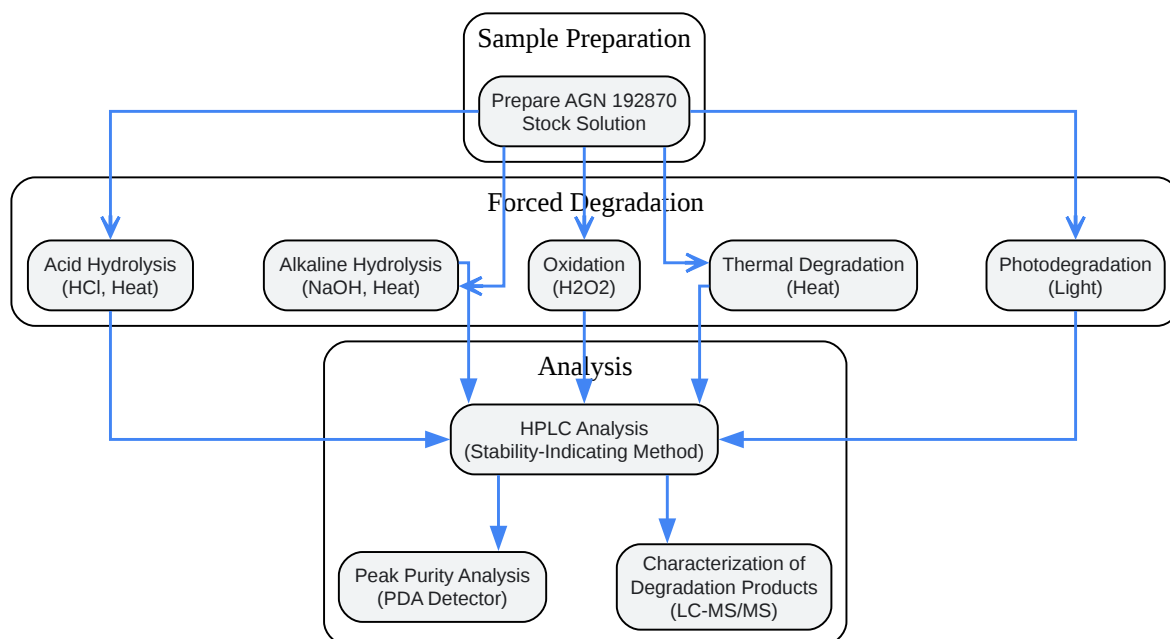 Sample Preparation
Prepare AGN 192870
Stock Solution
Forced Degradation
Acid Hydrolysis
(HCl, Heat)
Alkaline Hydrolysis
(NaOH, Heat)
Oxidation
(H2O2)
Thermal Degradation
(Heat)
Photodegradation
(Light)
Analysis
HPLC Analysis
(Stability-Indicating Method)
Peak Purity Analysis
(PDA Detector)
Characterization of
Degradation Products
(LC-MS/MS)